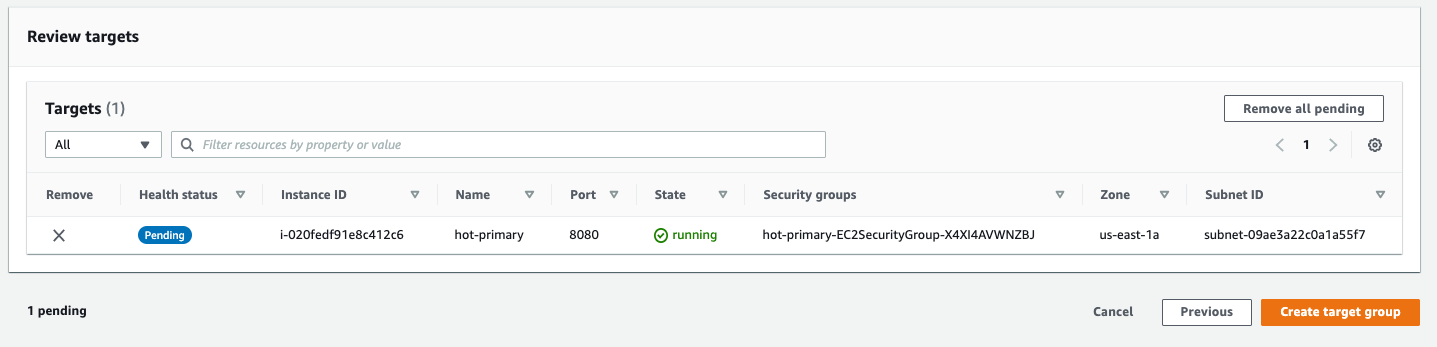 Review targets
Targets (1)
Remove all pending
All
Filter resources by property or value
1
Remove Health status Instance ID Name Port State Security groups Zone Subnet ID
Pending i-020fedf91e8c412c6 hot-primary 8080 running hot-primary-EC2SecurityGroup-X4XI4AVWNZBJ us-east-1a subnet-09ae3a22c0a1a55f7
1 pending
Cancel Previous Create target group